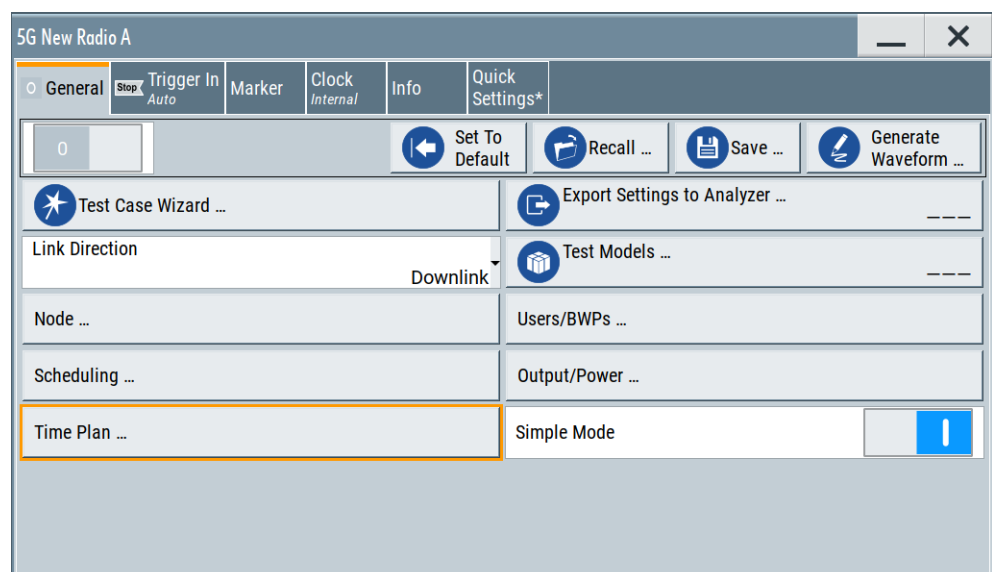 5G New Radio A
0 General
Stop Trigger In
Auto
Marker
Clock
Internal
Info
Quick
Settings*
0
Set To
Default
Recall ...
Save ...
Generate
Waveform ...
Test Case Wizard ...
Export Settings to Analyzer ...
___
Link Direction
Downlink
Test Models ...
___
Node ...
Users/BWPs ...
Scheduling ...
Output/Power ...
Time Plan ...
Simple Mode